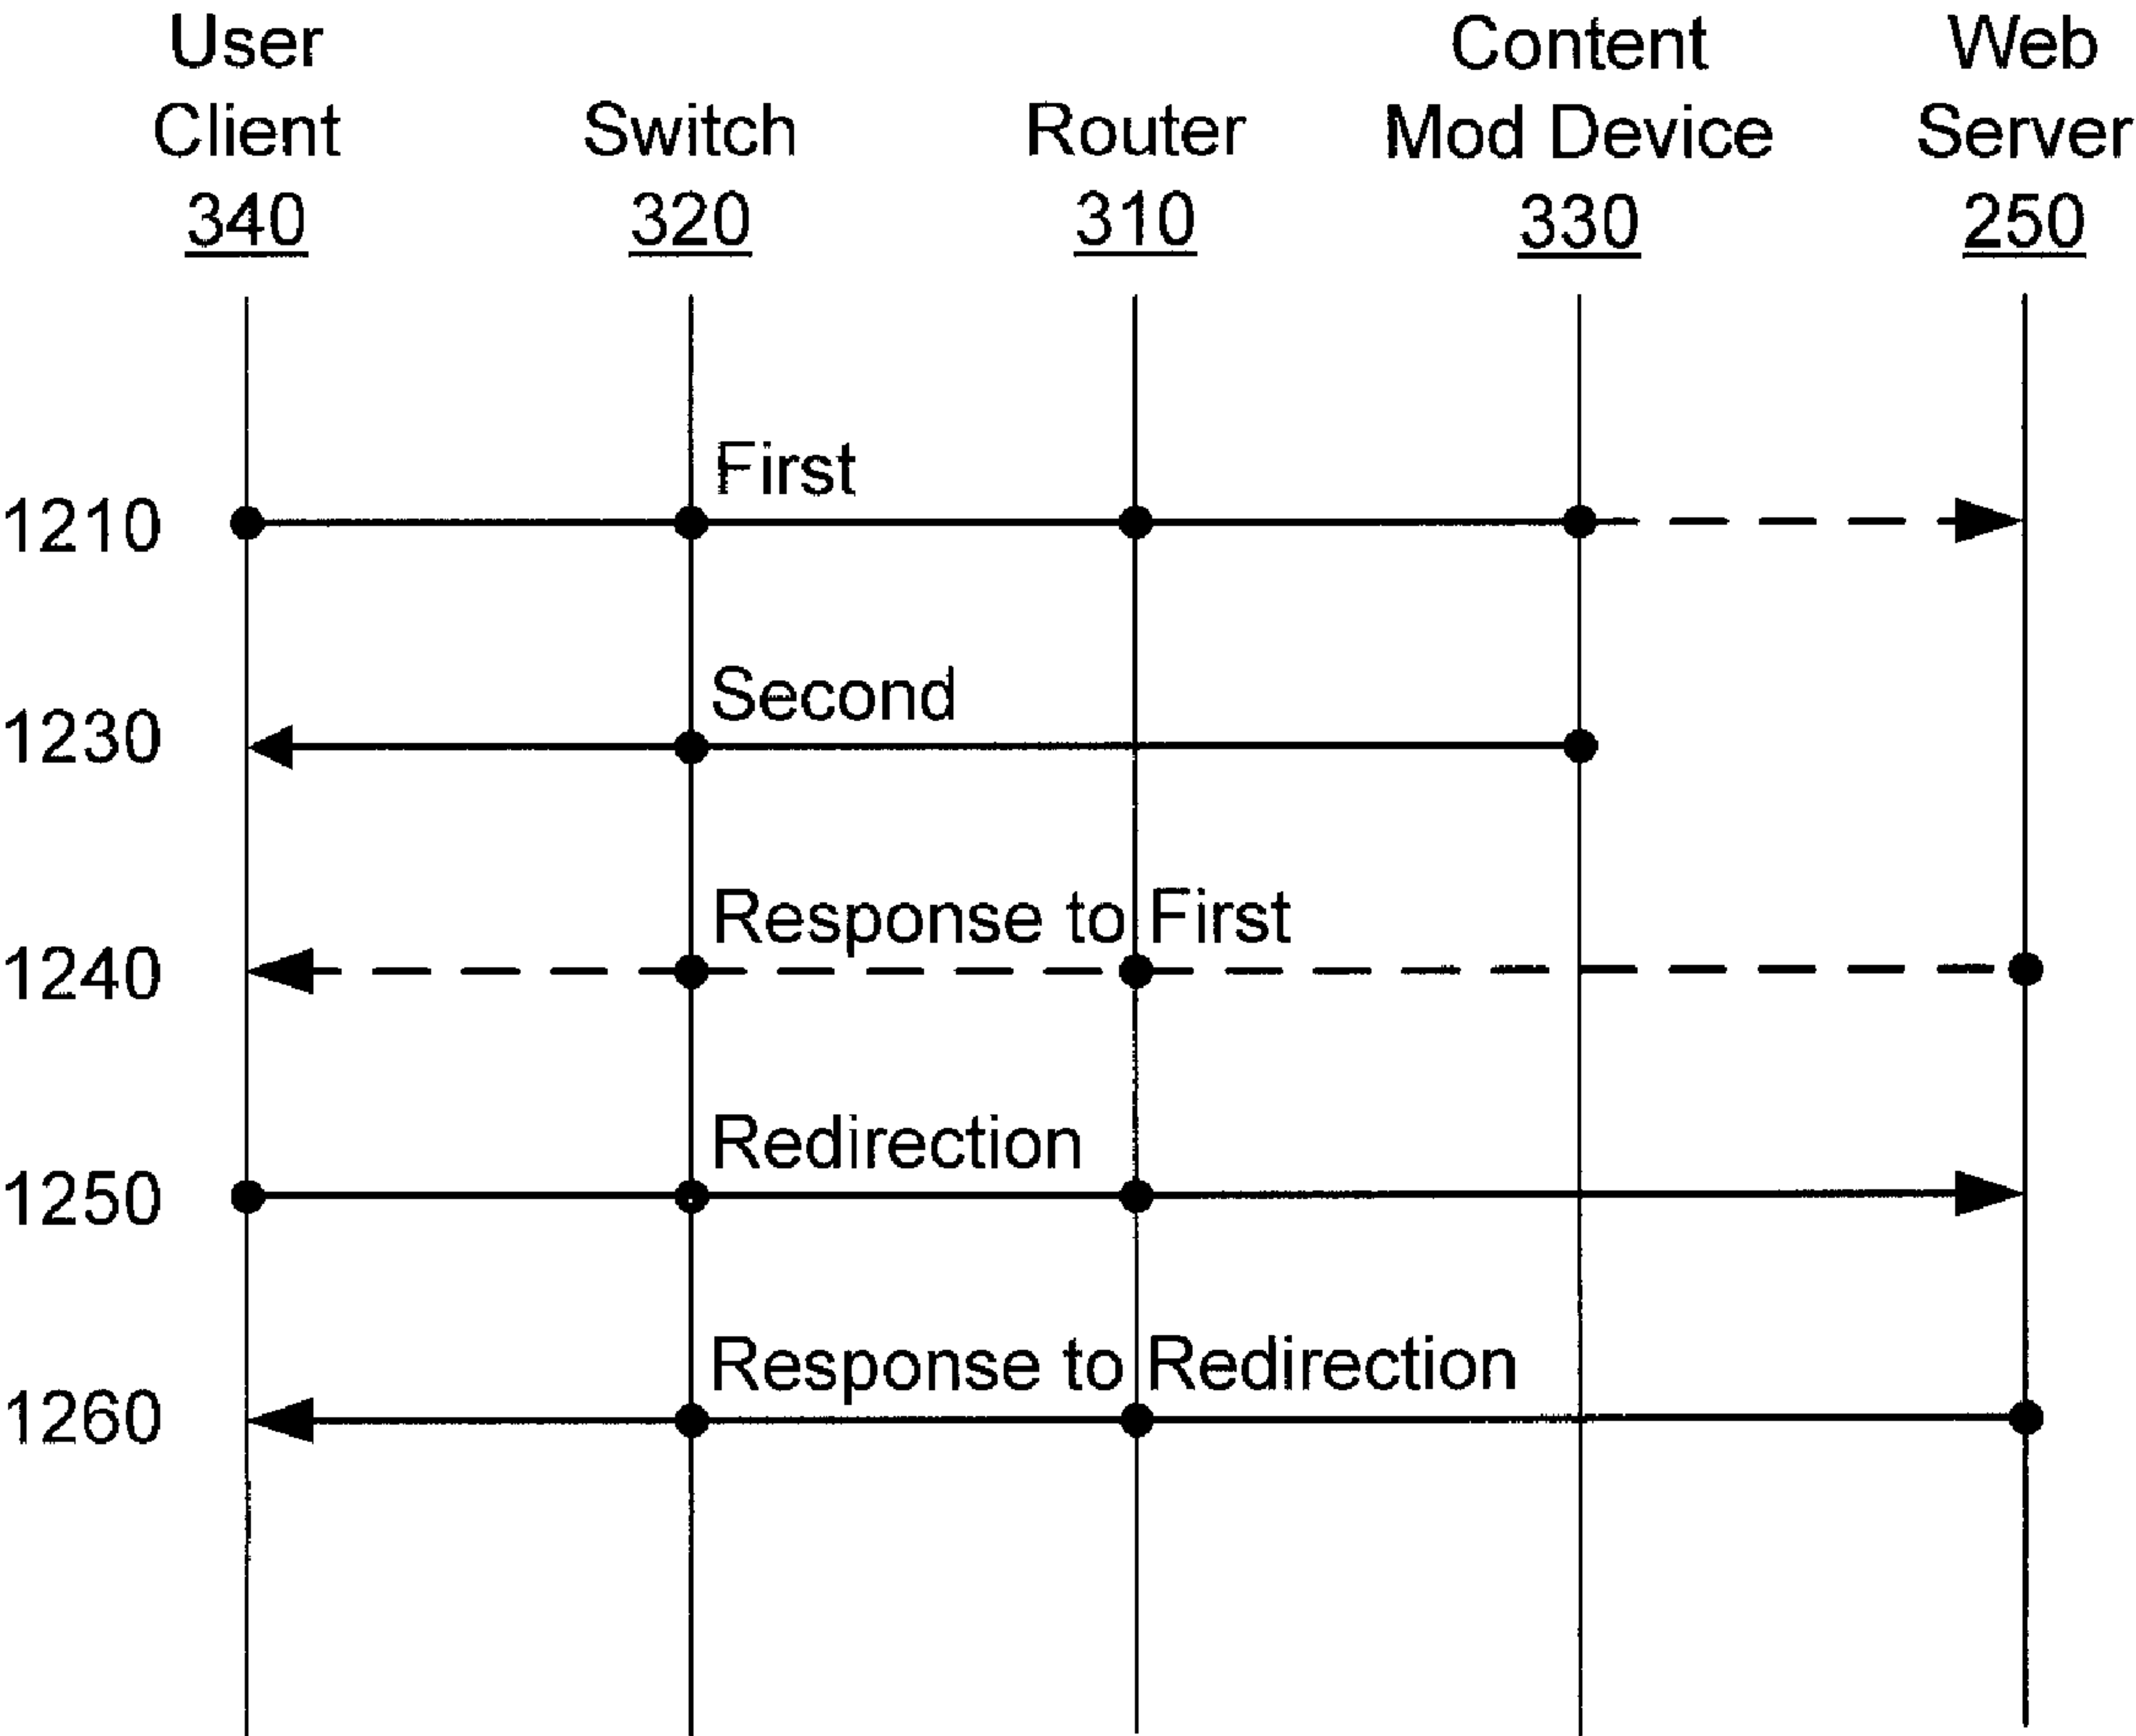 User
Client
340
Switch
320
Router
310
Content
Mod Device
330
Web
Server
250
First
1210
Second
1230
Response to First
1240
Redirection
1250
Response to Redirection
1260